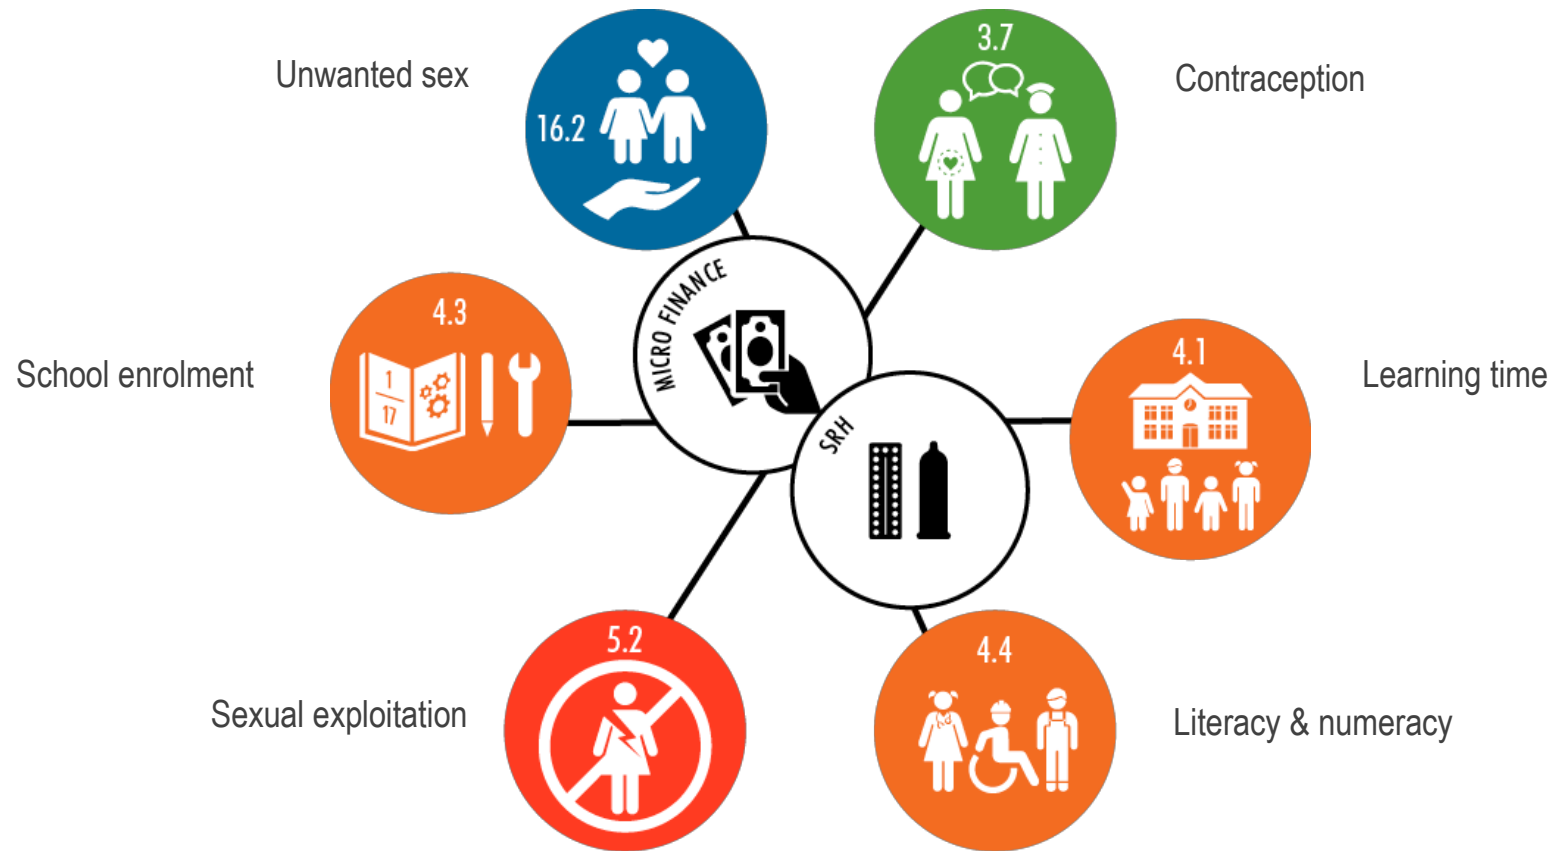 Unwanted sex
16.2
3.7
Contraception
MICRO FINANCE
4.3
1
17
School enrolment
4.1
Learning time
SRH
5.2
Sexual exploitation
4.4
Literacy & numeracy